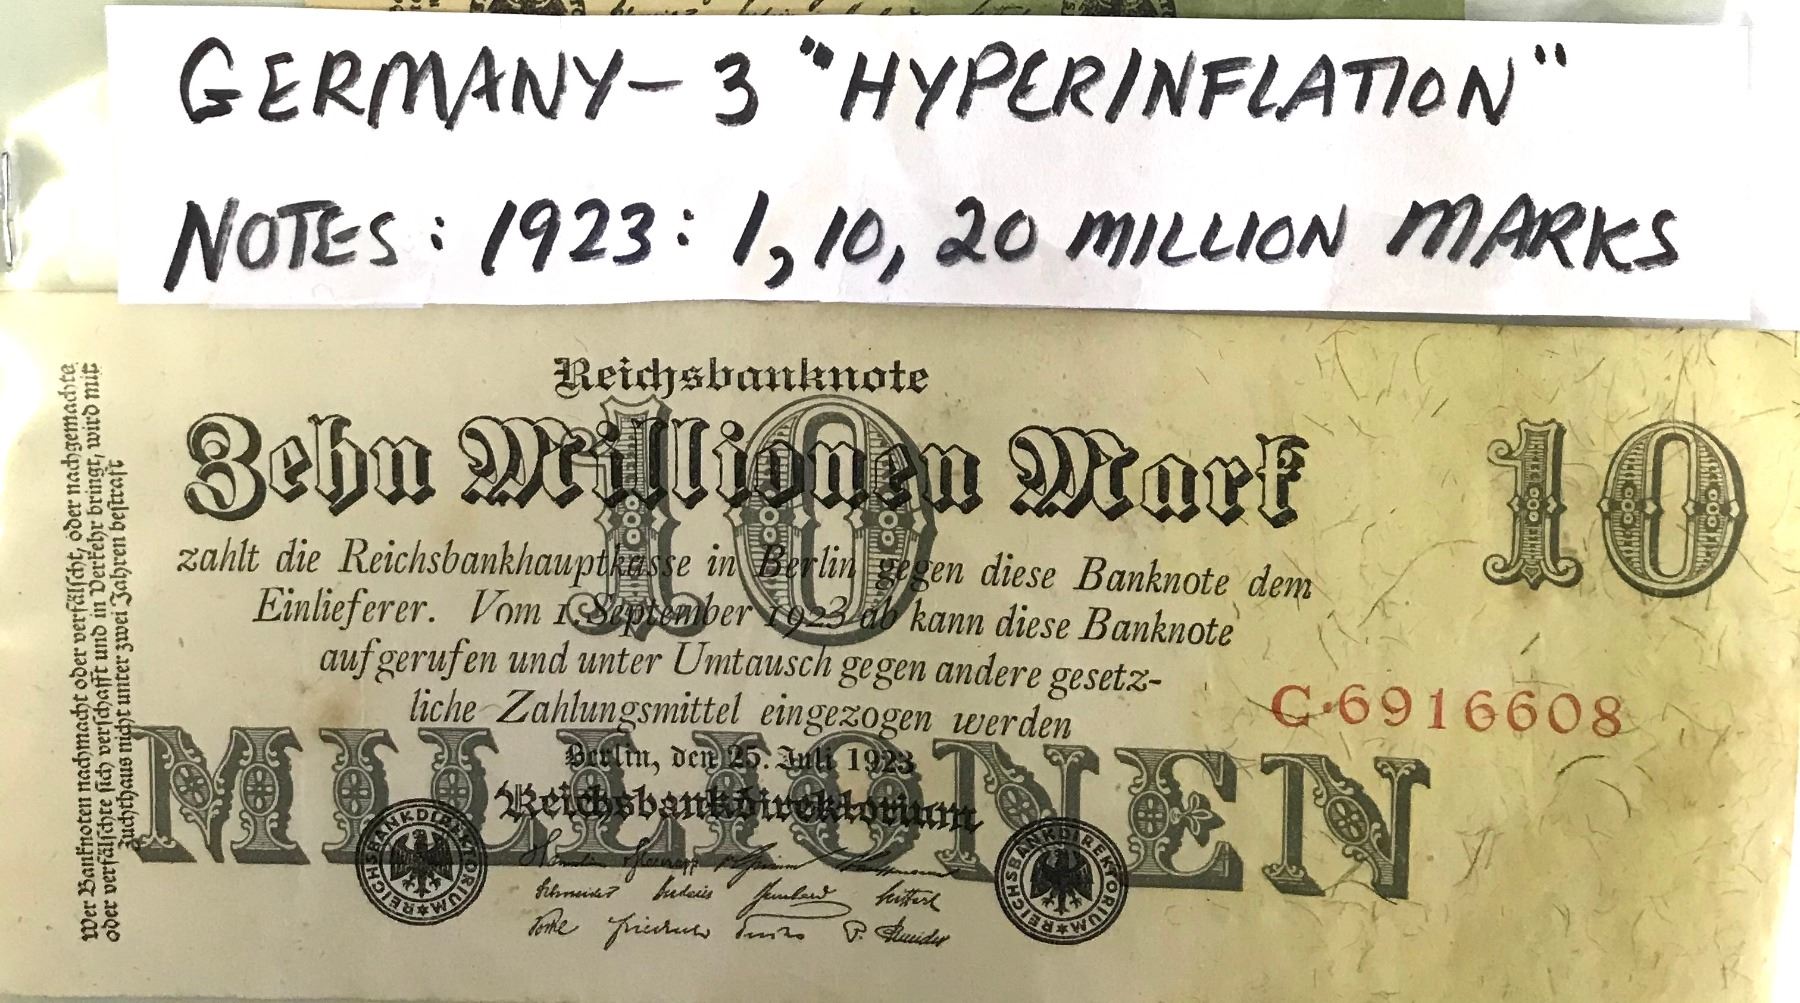 GERMANY - 3 "HYPERINFLATION"
NOTES: 1923: 1, 10, 20 MILLION MARKS
Reichsbanknote
Zehn Millionen Mark
10
10
zahlt die Reichsbankhauptkasse in Berlin gegen diese Banknote dem
Einlieferer. Vom 1. September 1923 ab kann diese Banknote
aufgerufen und unter Umtausch gegen andere gesetz-
liche Zahlungsmittel eingezogen werden
C·6916608
MILLIONEN
Berlin, den 25. Juli 1923
Reichsbankdirektorium
REICHSBANKDIREKTORIUM
REICHSBANKDIREKTORIUM
Wer Banknoten nachmacht oder verfälscht, oder nachgemachte
oder verfälschte sich verschafft und in Verkehr bringt, wird mit
Zuchthaus nicht unter zwei Jahren bestraft